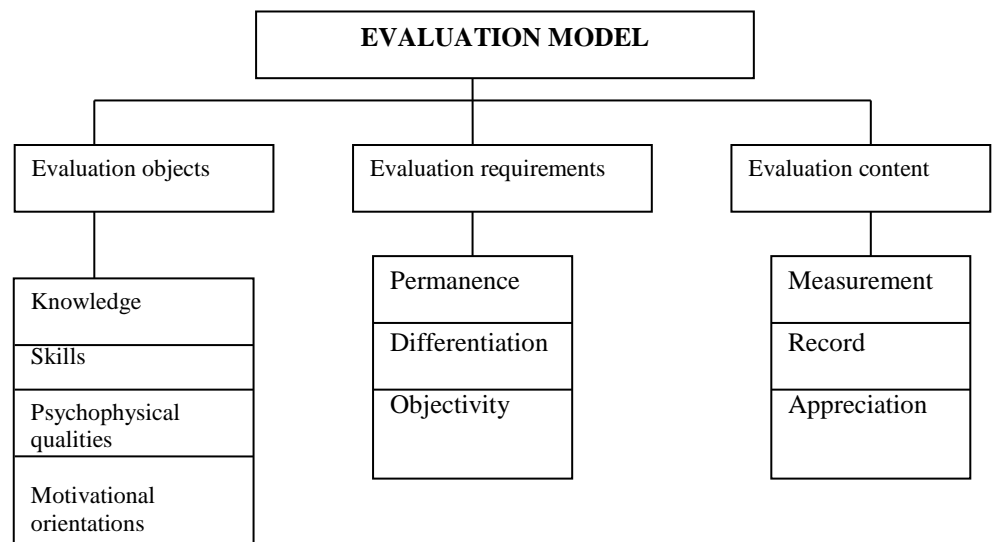 EVALUATION MODEL
Evaluation objects
Evaluation requirements
Evaluation content
Knowledge
Skills
Psychophysical
qualities
Motivational
orientations
Permanence
Differentiation
Objectivity
Measurement
Record
Appreciation